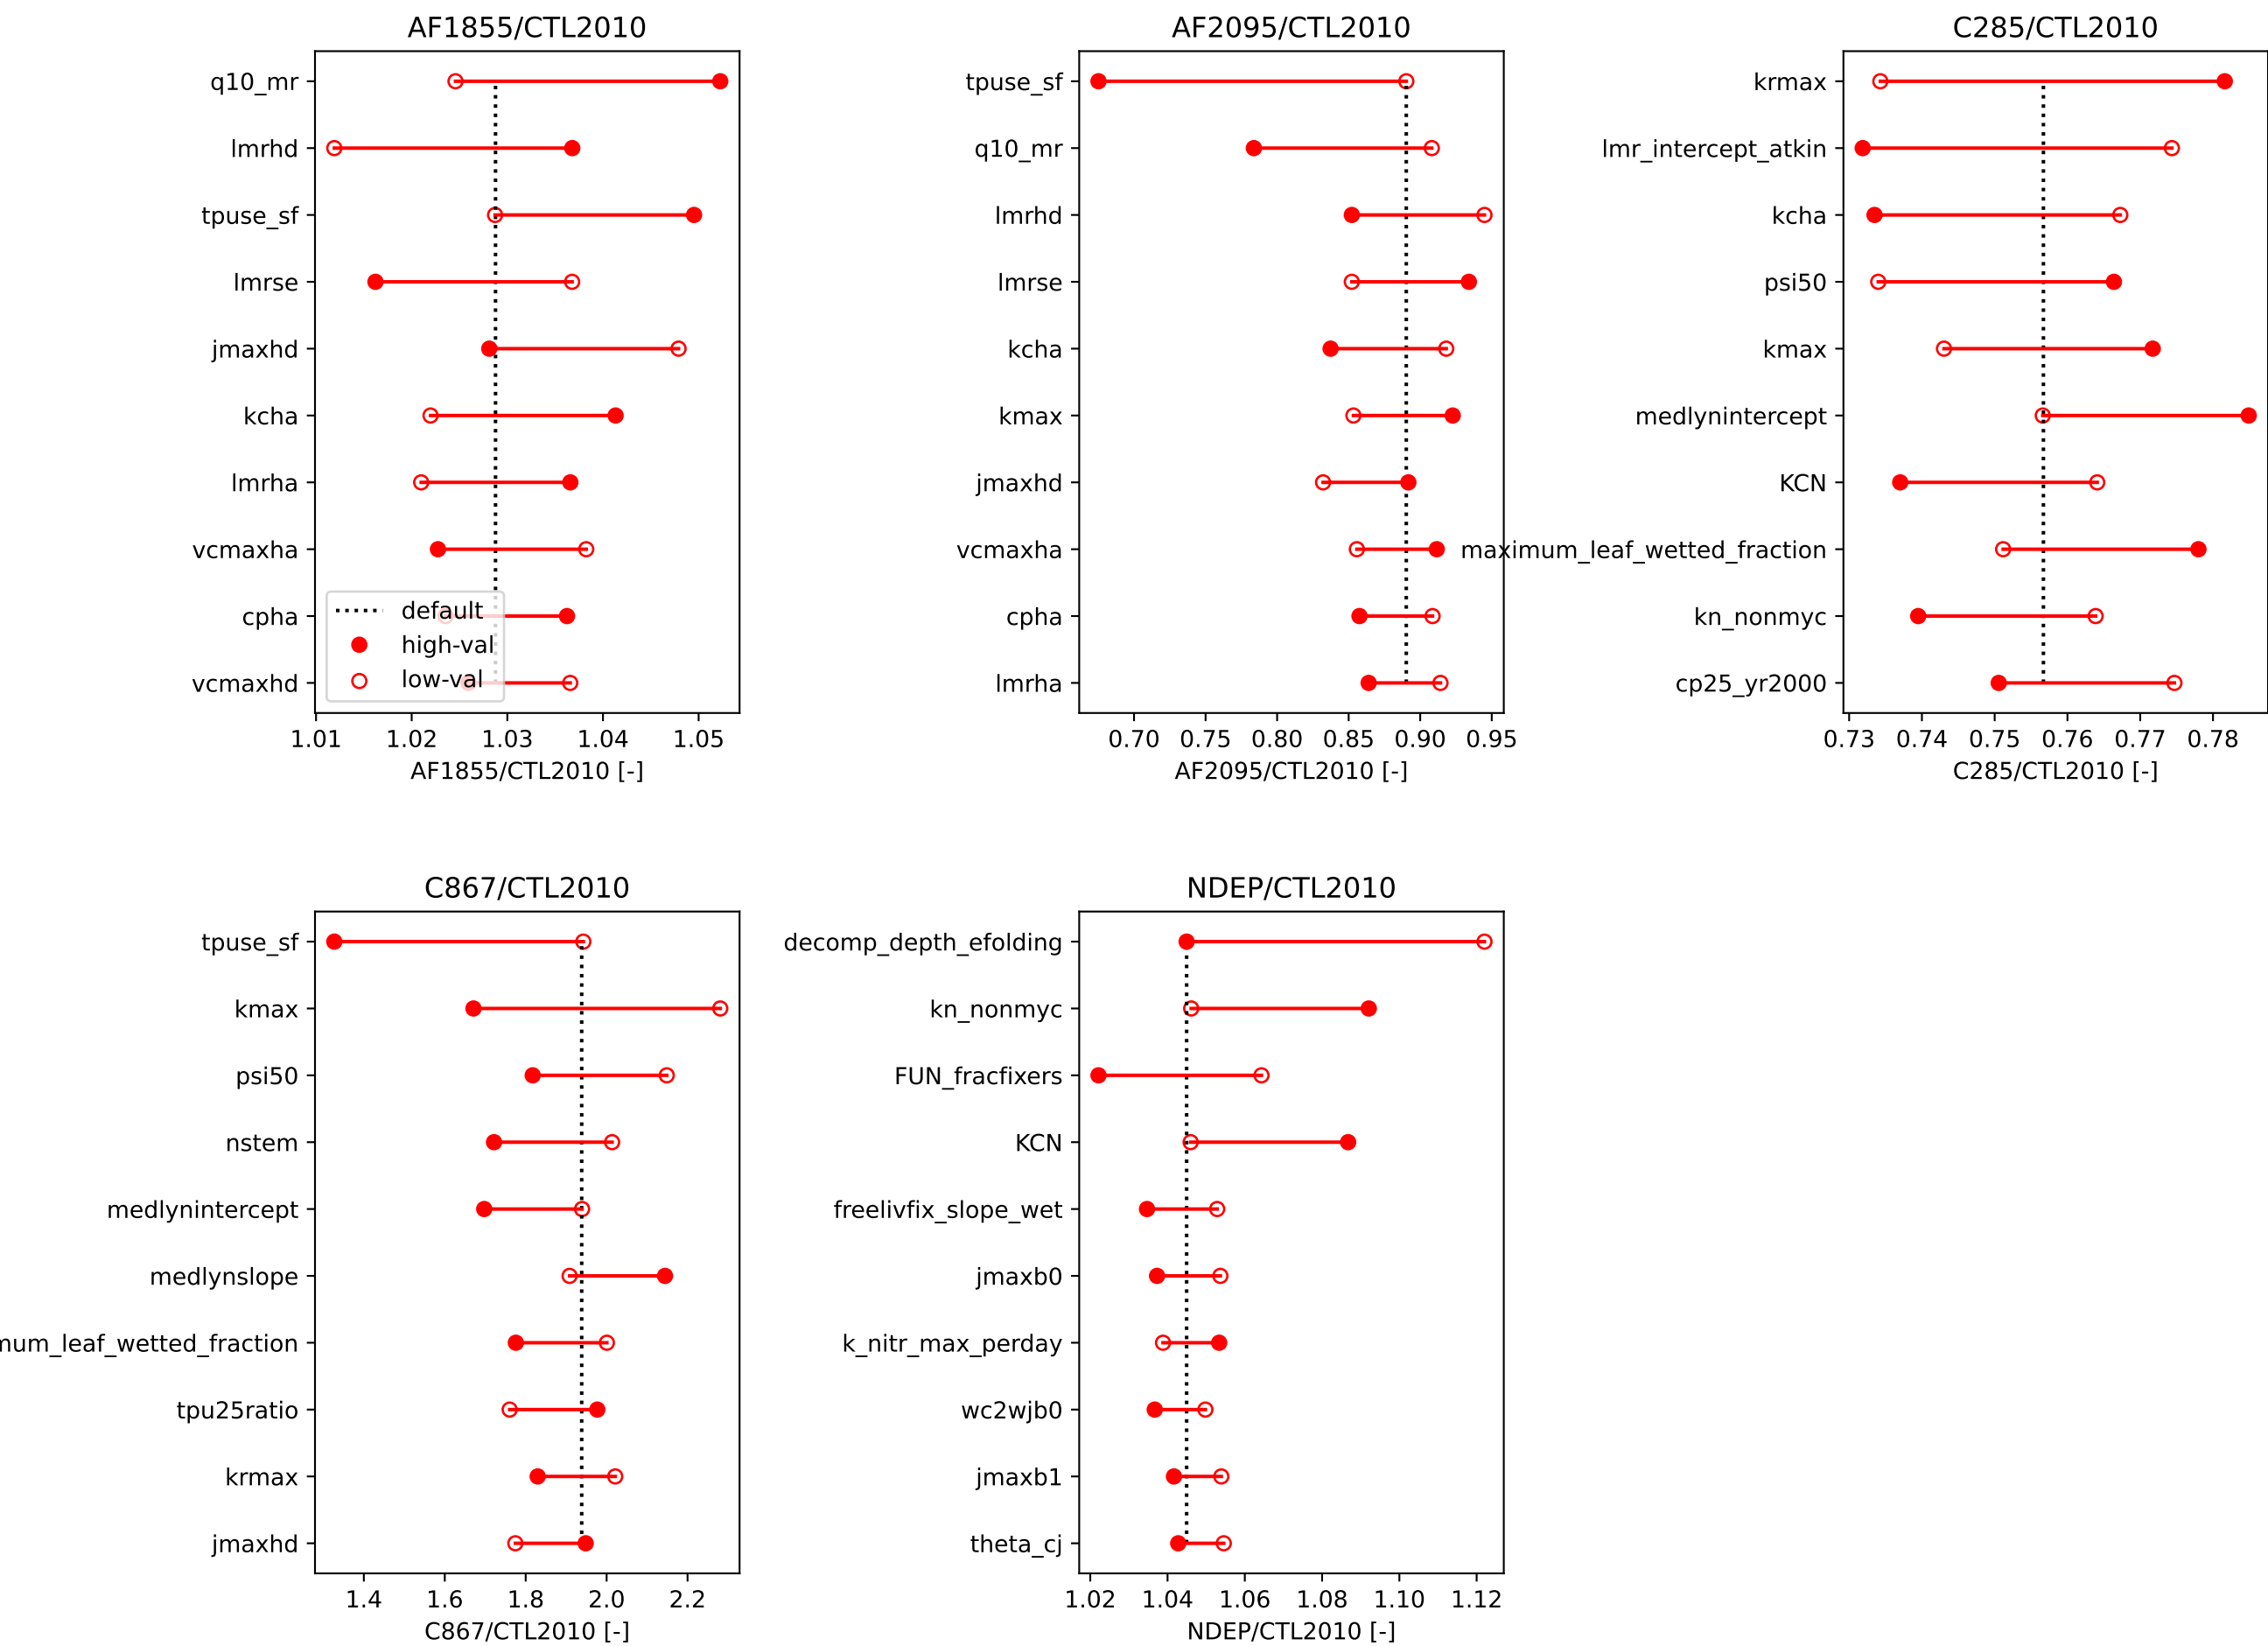 AF1855/CTL2010
q10_mr
lmrhd
tpuse_sf
lmrse
jmaxhd
kcha
lmrha
vcmaxha
cpha
vcmaxhd
default
high-val
low-val
1.01 1.02 1.03 1.04 1.05
AF1855/CTL2010 [-]
AF2095/CTL2010
tpuse_sf
q10_mr
lmrhd
lmrse
kcha
kmax
jmaxhd
vcmaxha
cpha
lmrha
0.70 0.75 0.80 0.85 0.90 0.95
AF2095/CTL2010 [-]
C285/CTL2010
krmax
lmr_intercept_atkin
kcha
psi50
kmax
medlynintercept
KCN
maximum_leaf_wetted_fraction
kn_nonmyc
cp25_yr2000
0.73 0.74 0.75 0.76 0.77 0.78
C285/CTL2010 [-]
C867/CTL2010
tpuse_sf
kmax
psi50
nstem
medlynintercept
medlynslope
mum_leaf_wetted_fraction
tpu25ratio
krmax
jmaxhd
1.4 1.6 1.8 2.0 2.2
C867/CTL2010 [-]
NDEP/CTL2010
decomp_depth_efolding
kn_nonmyc
FUN_fracfixers
KCN
freelivfix_slope_wet
jmaxb0
k_nitr_max_perday
wc2wjb0
jmaxb1
theta_cj
1.02 1.04 1.06 1.08 1.10 1.12
NDEP/CTL2010 [-]